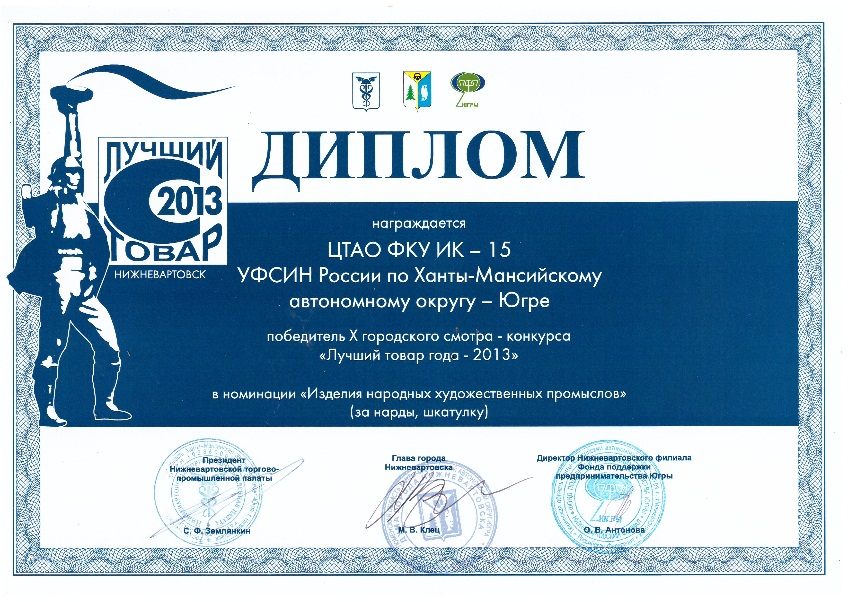 ЮГРЫ
ДИПЛОМ
ЛУЧШИЙ
2013
ТОВАР
НИЖНЕВАРТОВСК
награждается
ЦТАО ФКУ ИК – 15
УФСИН России по Ханты-Мансийскому
автономному округу – Югре
победитель X городского смотра - конкурса
«Лучший товар года - 2013»
в номинации «Изделия народных художественных промыслов»
(за нарды, шкатулку)
Президент
Нижневартовской торгово-
промышленной палаты
С. Ф. Землянкин
Глава города
Нижневартовска
М. В. Клец
Директор Нижневартовского филиала
Фонда поддержки
предпринимательства Югры
О. В. Антонова